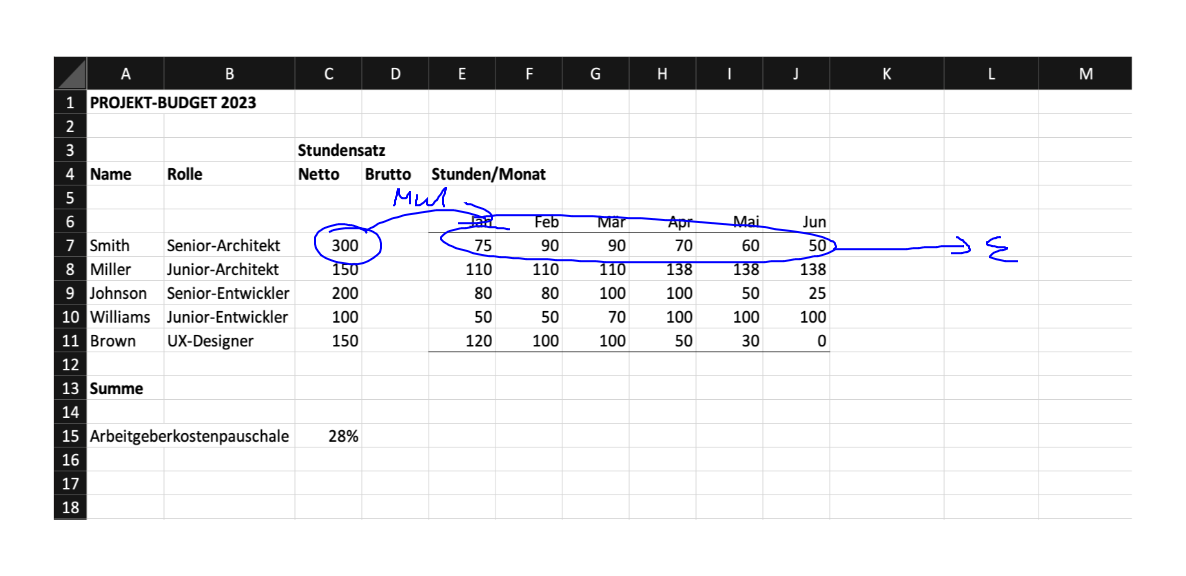 A B C D E F G H I J K L M
1 PROJEKT-BUDGET 2023
2
3 Stundensatz
4 Name Rolle Netto Brutto Stunden/Monat
5 Mul
6 Jan Feb Mär Apr Mai Jun
7 Smith Senior-Architekt 300 75 90 90 70 60 50 Σ
8 Miller Junior-Architekt 150 110 110 110 138 138 138
9 Johnson Senior-Entwickler 200 80 80 100 100 50 25
10 Williams Junior-Entwickler 100 50 50 70 100 100 100
11 Brown UX-Designer 150 120 100 100 50 30 0
12
13 Summe
14
15 Arbeitgeberkostenpauschale 28%
16
17
18